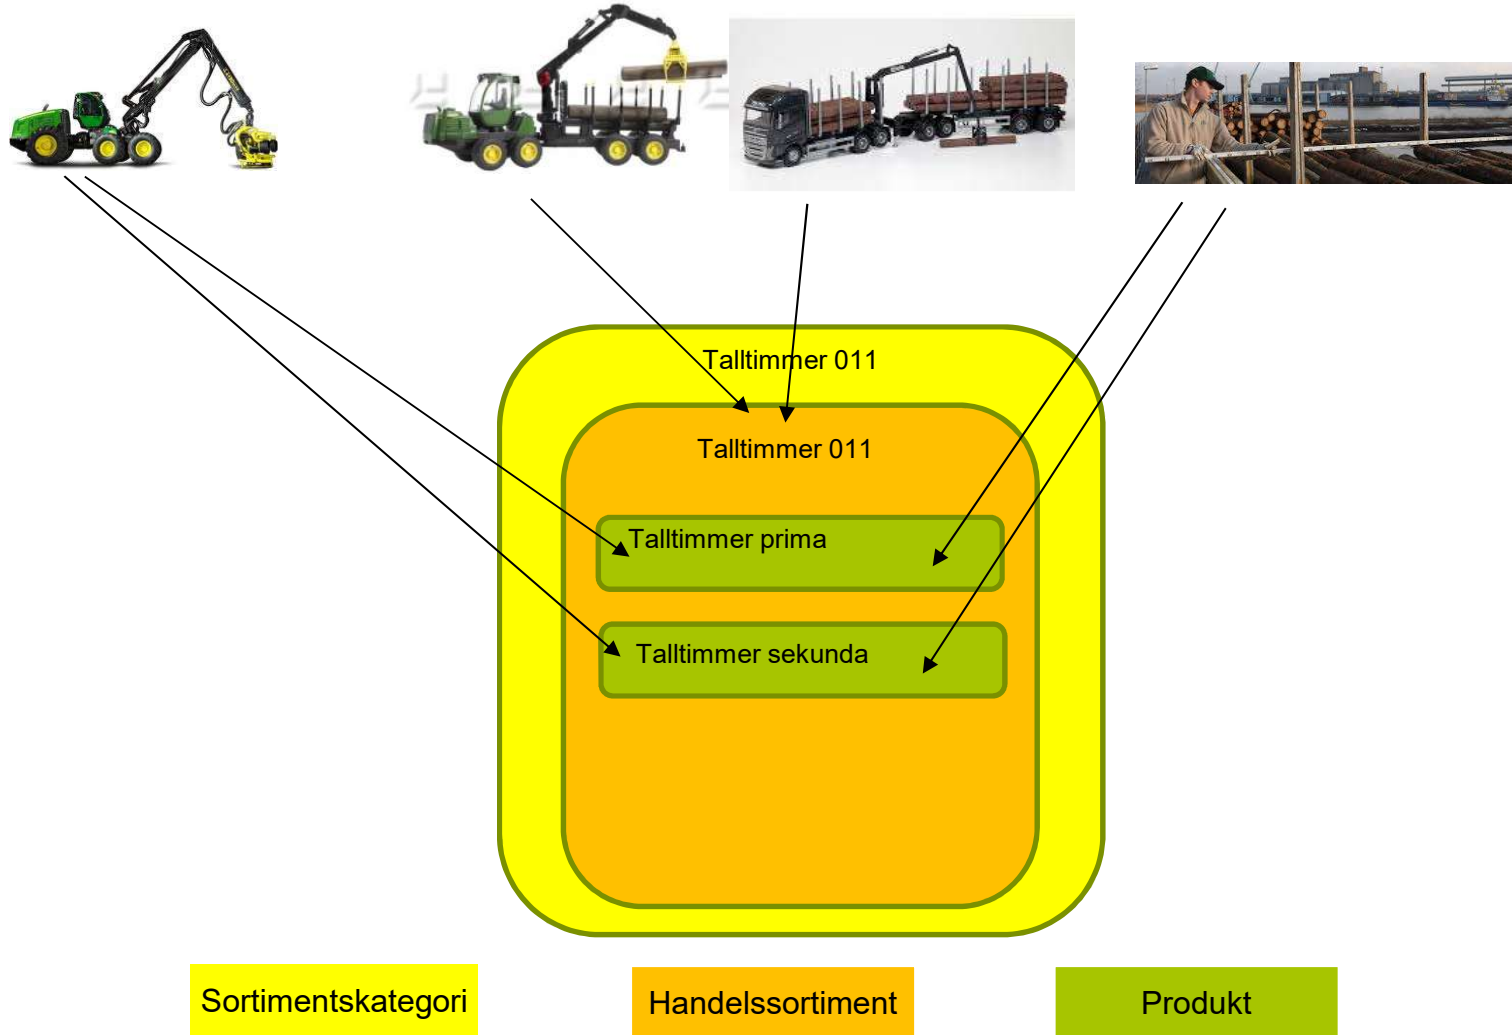 Talltimmer 011
Talltimmer 011
Talltimmer prima
Talltimmer sekunda
Sortimentskategori
Handelssortiment
Produkt